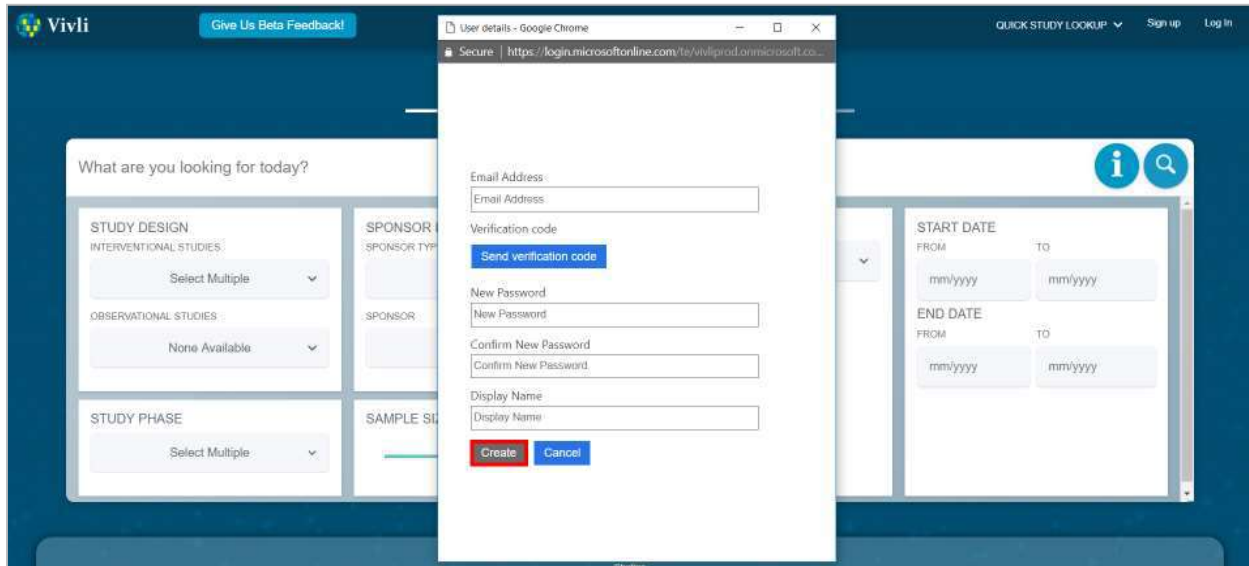 Vivli
Give Us Beta Feedback!
QUICK STUDY LOOKUP
Sign up
Log In
User details - Google Chrome
Secure | https://login.microsoftonline.com/te/vivliprod.onmicrosoft.co...
What are you looking for today?
i
STUDY DESIGN
INTERVENTIONAL STUDIES
Select Multiple
OBSERVATIONAL STUDIES
None Available
STUDY PHASE
Select Multiple
SPONSOR
SPONSOR TYP
SPONSOR
SAMPLE SIZ
Email Address
Email Address
Verification code
Send verification code
New Password
New Password
Confirm New Password
Confirm New Password
Display Name
Display Name
Create
Cancel
START DATE
FROM
TO
mm/yyyy
mm/yyyy
END DATE
FROM
TO
mm/yyyy
mm/yyyy